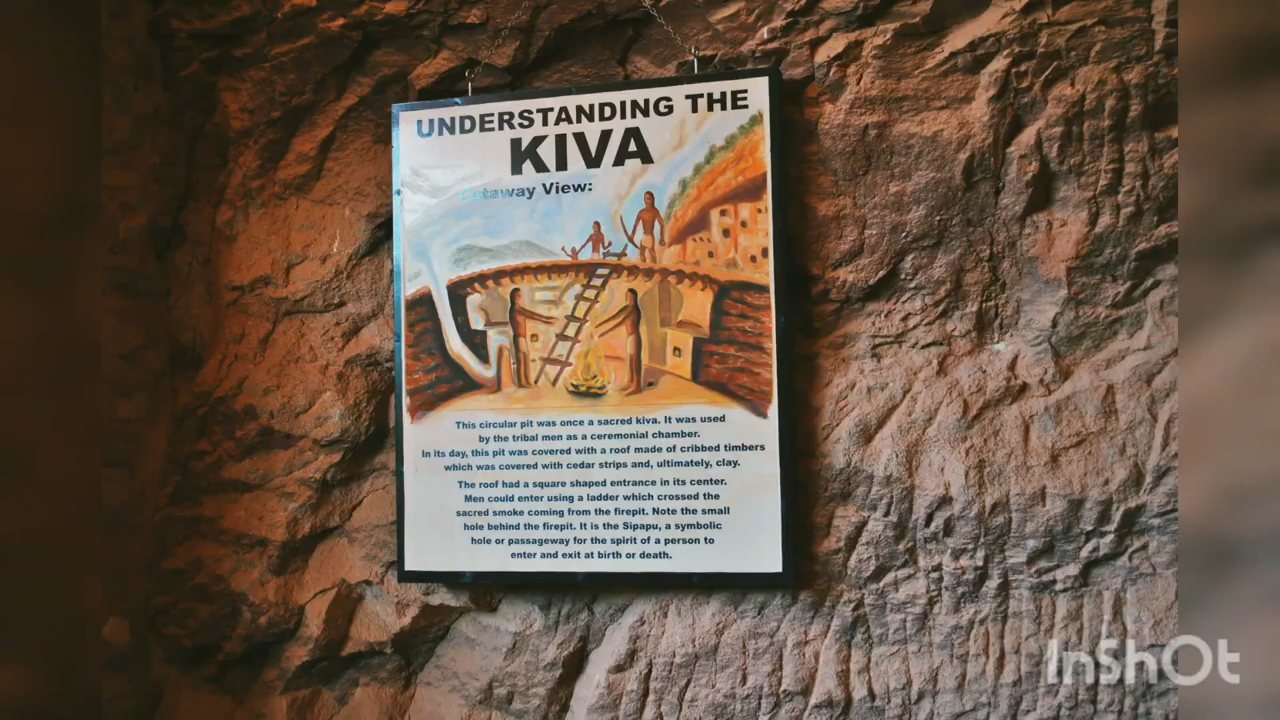 UNDERSTANDING THE
KIVA
Cutaway View:
This circular pit was once a sacred kiva. It was used
by the tribal men as a ceremonial chamber.
In its day, this pit was covered with a roof made of cribbed timbers
which was covered with cedar strips and, ultimately, clay.
The roof had a square shaped entrance in its center.
Men could enter using a ladder which crossed the
sacred smoke coming from the firepit. Note the small
hole behind the firepit. It is the Sipapu, a symbolic
hole or passageway for the spirit of a person to
enter and exit at birth or death.
InShOt